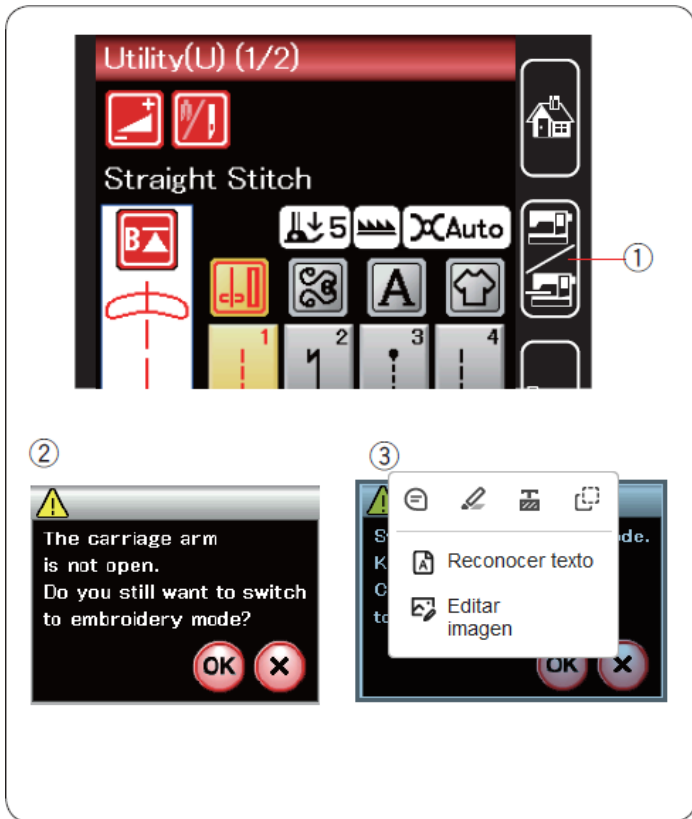 Utility(U) (1/2)
Straight Stitch
B
5
Auto
A
1
2
3
4
①
②
③
The carriage arm
is not open.
Do you still want to switch
to embroidery mode?
OK
Reconocer texto
Editar
imagen
OK